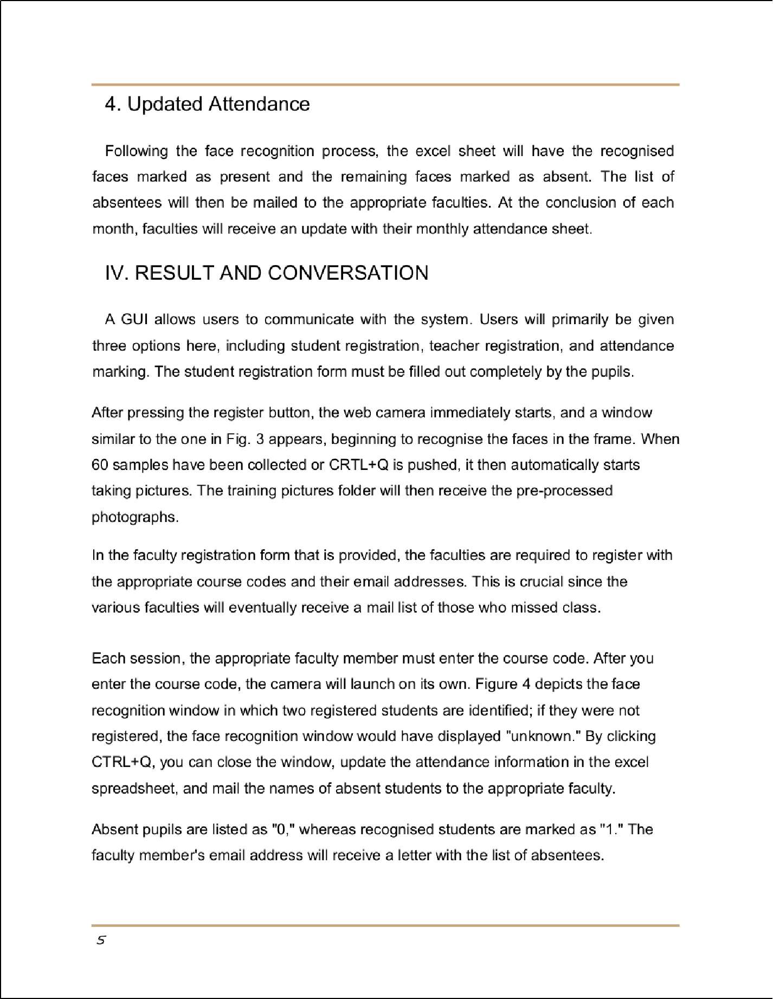 4. Updated Attendance
Following the face recognition process, the excel sheet will have the recognised
faces marked as present and the remaining faces marked as absent. The list of
absentees will then be mailed to the appropriate faculties. At the conclusion of each
month, faculties will receive an update with their monthly attendance sheet.
IV. RESULT AND CONVERSATION
A GUI allows users to communicate with the system. Users will primarily be given
three options here, including student registration, teacher registration, and attendance
marking. The student registration form must be filled out completely by the pupils.
After pressing the register button, the web camera immediately starts, and a window
similar to the one in Fig. 3 appears, beginning to recognise the faces in the frame. When
60 samples have been collected or CRTL+Q is pushed, it then automatically starts
taking pictures. The training pictures folder will then receive the pre-processed
photographs.
In the faculty registration form that is provided, the faculties are required to register with
the appropriate course codes and their email addresses. This is crucial since the
various faculties will eventually receive a mail list of those who missed class.
Each session, the appropriate faculty member must enter the course code. After you
enter the course code, the camera will launch on its own. Figure 4 depicts the face
recognition window in which two registered students are identified; if they were not
registered, the face recognition window would have displayed "unknown." By clicking
CTRL+Q, you can close the window, update the attendance information in the excel
spreadsheet, and mail the names of absent students to the appropriate faculty.
Absent pupils are listed as "0," whereas recognised students are marked as "1." The
faculty member's email address will receive a letter with the list of absentees.
5